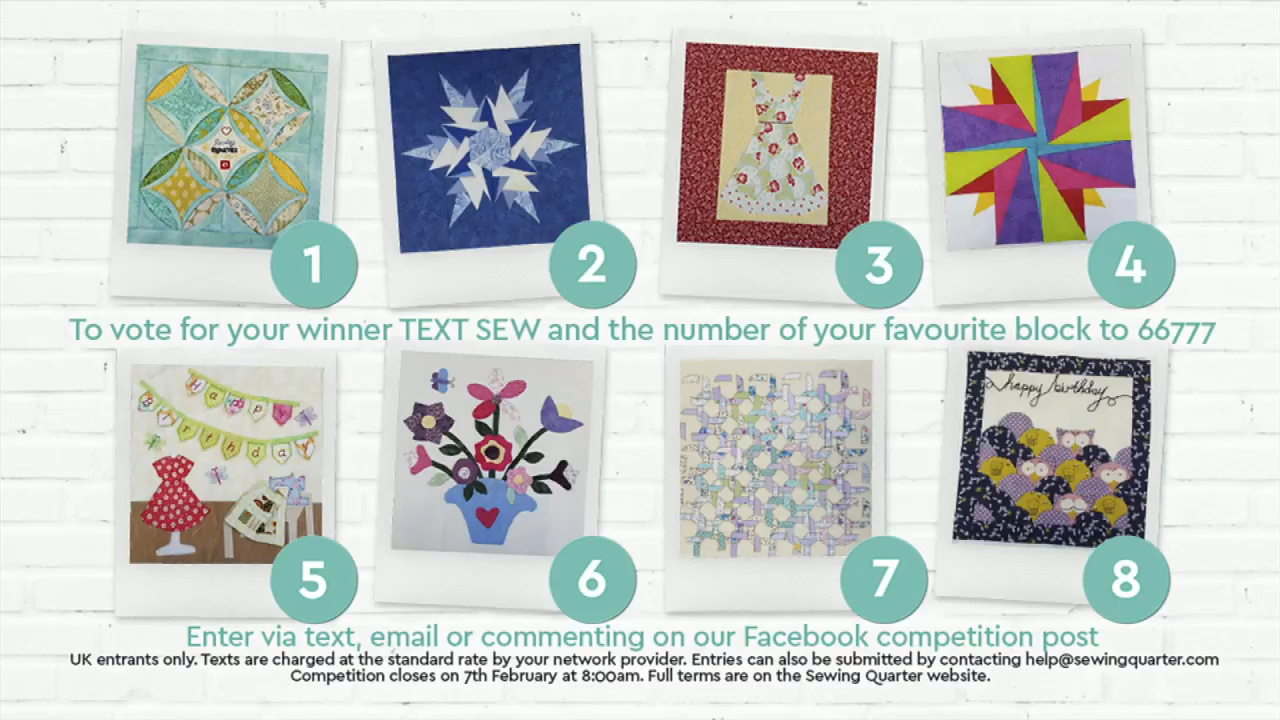 1
2
3
4
To vote for your winner TEXT SEW and the number of your favourite block to 66777
Happy
Birthday
happy birthday
5
6
7
8
Enter via text, email or commenting on our Facebook competition post
UK entrants only. Texts are charged at the standard rate by your network provider. Entries can also be submitted by contacting help@sewingquarter.com
Competition closes on 7th February at 8:00am. Full terms are on the Sewing Quarter website.